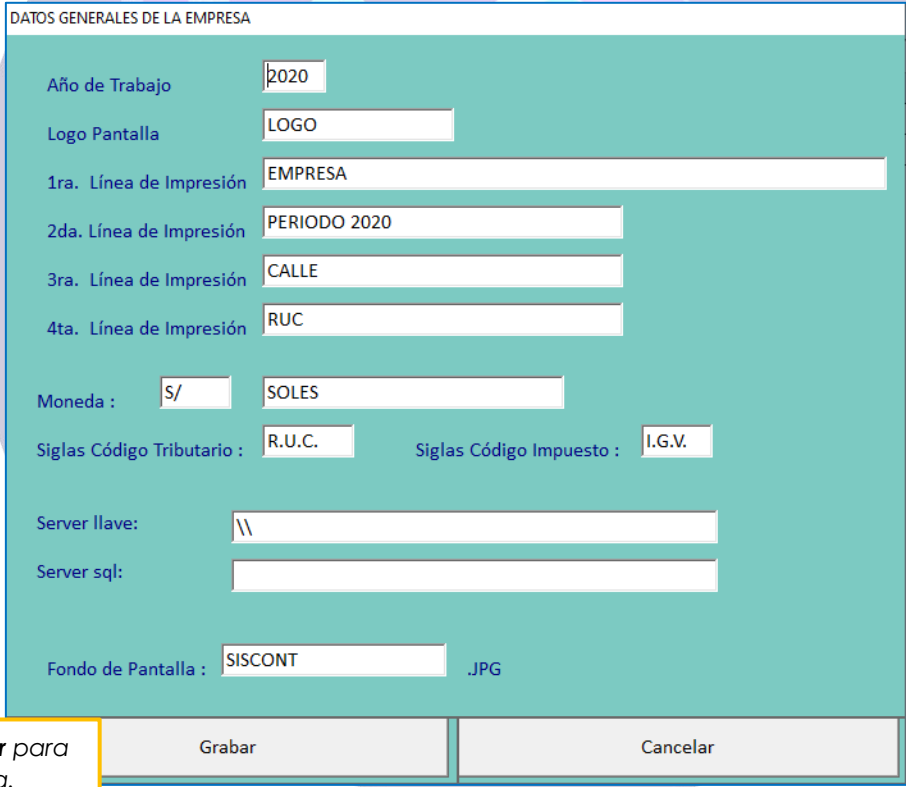 DATOS GENERALES DE LA EMPRESA
Año de Trabajo 2020
Logo Pantalla LOGO
1ra. Línea de Impresión EMPRESA
2da. Línea de Impresión PERIODO 2020
3ra. Línea de Impresión CALLE
4ta. Línea de Impresión RUC
Moneda : S/ SOLES
Siglas Código Tributario : R.U.C. Siglas Código Impuesto : I.G.V.
Server llave: \\
Server sql:
Fondo de Pantalla : SISCONT .JPG
Grabar Cancelar
r para